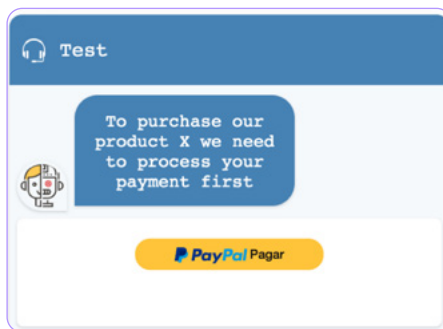 Test
To purchase our
product X we need
to process your
payment first
PayPal Pagar